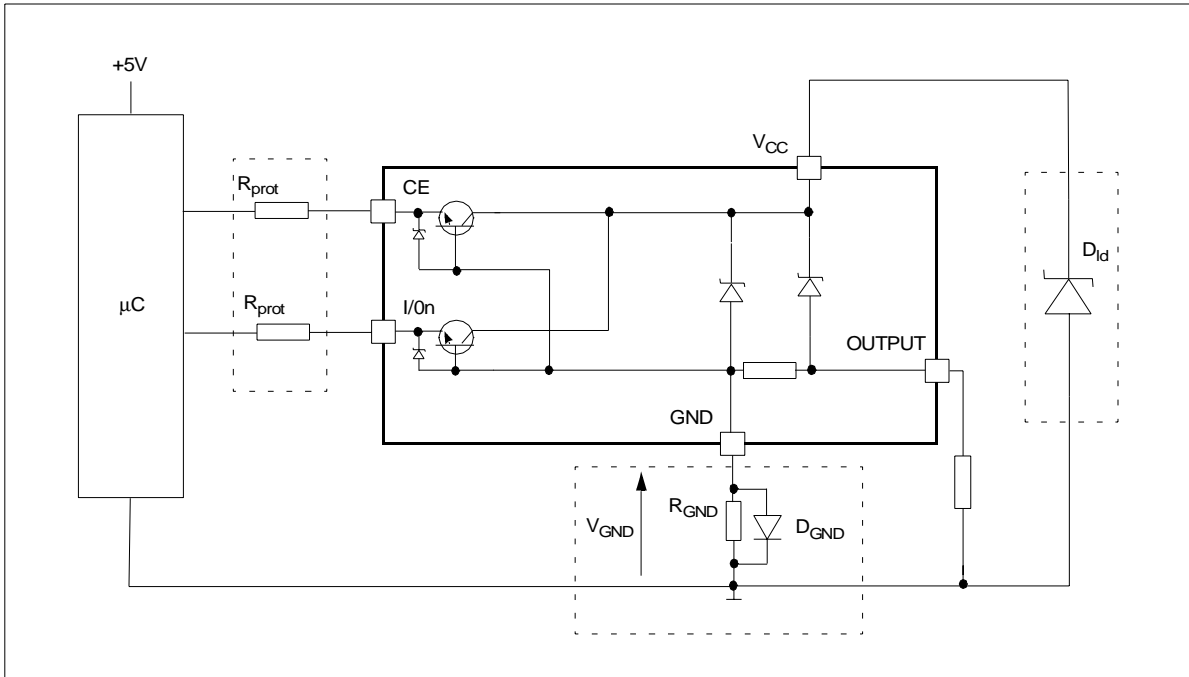 +5V
V_CC
R_prot
CE
D_ld
μC
R_prot
I/0n
OUTPUT
GND
R_GND
V_GND
D_GND